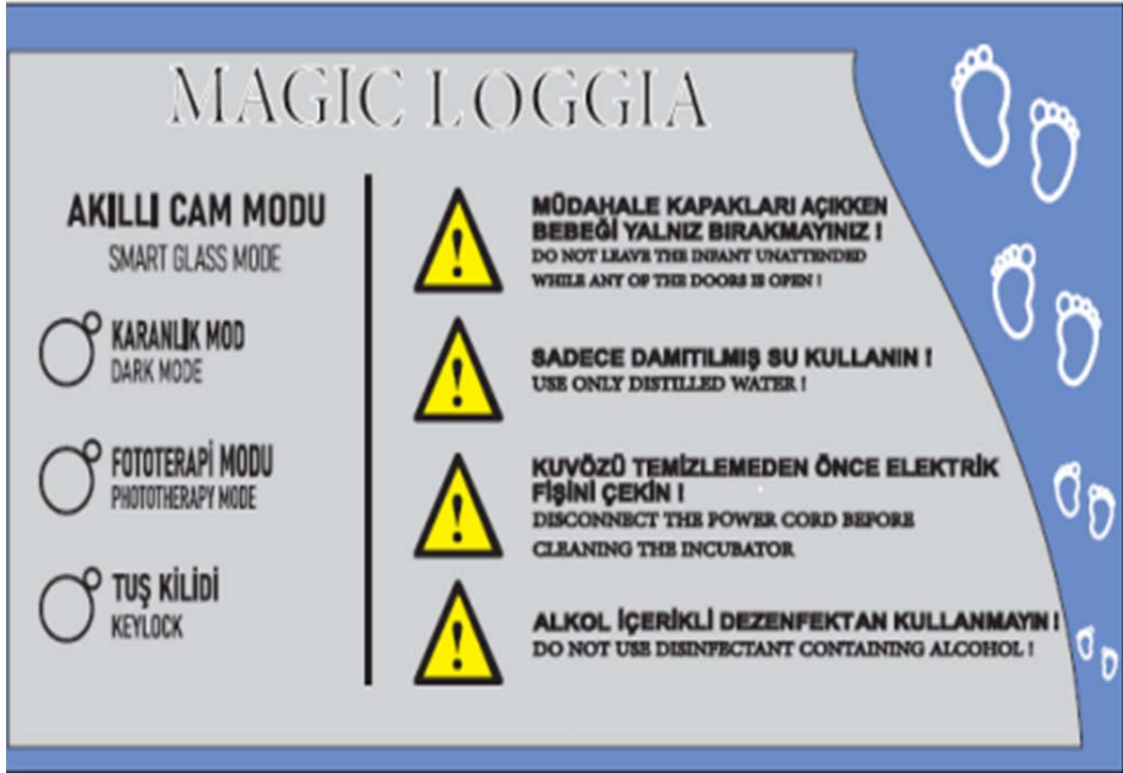 MAGIC LOGGIA
AKILLI CAM MODU
SMART GLASS MODE
KARANLIK MOD
DARK MODE
FOTOTERAPİ MODU
PHOTOTHERAPY MODE
TUŞ KİLİDİ
KEYLOCK
MÜDAHALE KAPAKLARI AÇIKKEN
BEBEĞİ YALNIZ BIRAKMAYINIZ !
DO NOT LEAVE THE INFANT UNATTENDED
WHILE ANY OF THE DOORS IS OPEN !
SADECE DAMITILMIŞ SU KULLANIN !
USE ONLY DISTILLED WATER !
KUVÖZÜ TEMİZLEMEDEN ÖNCE ELEKTRİK
FİŞİNİ ÇEKİN !
DISCONNECT THE POWER CORD BEFORE
CLEANING THE INCUBATOR
ALKOL İÇERİKLİ DEZENFEKTAN KULLANMAYIN !
DO NOT USE DISINFECTANT CONTAINING ALCOHOL !